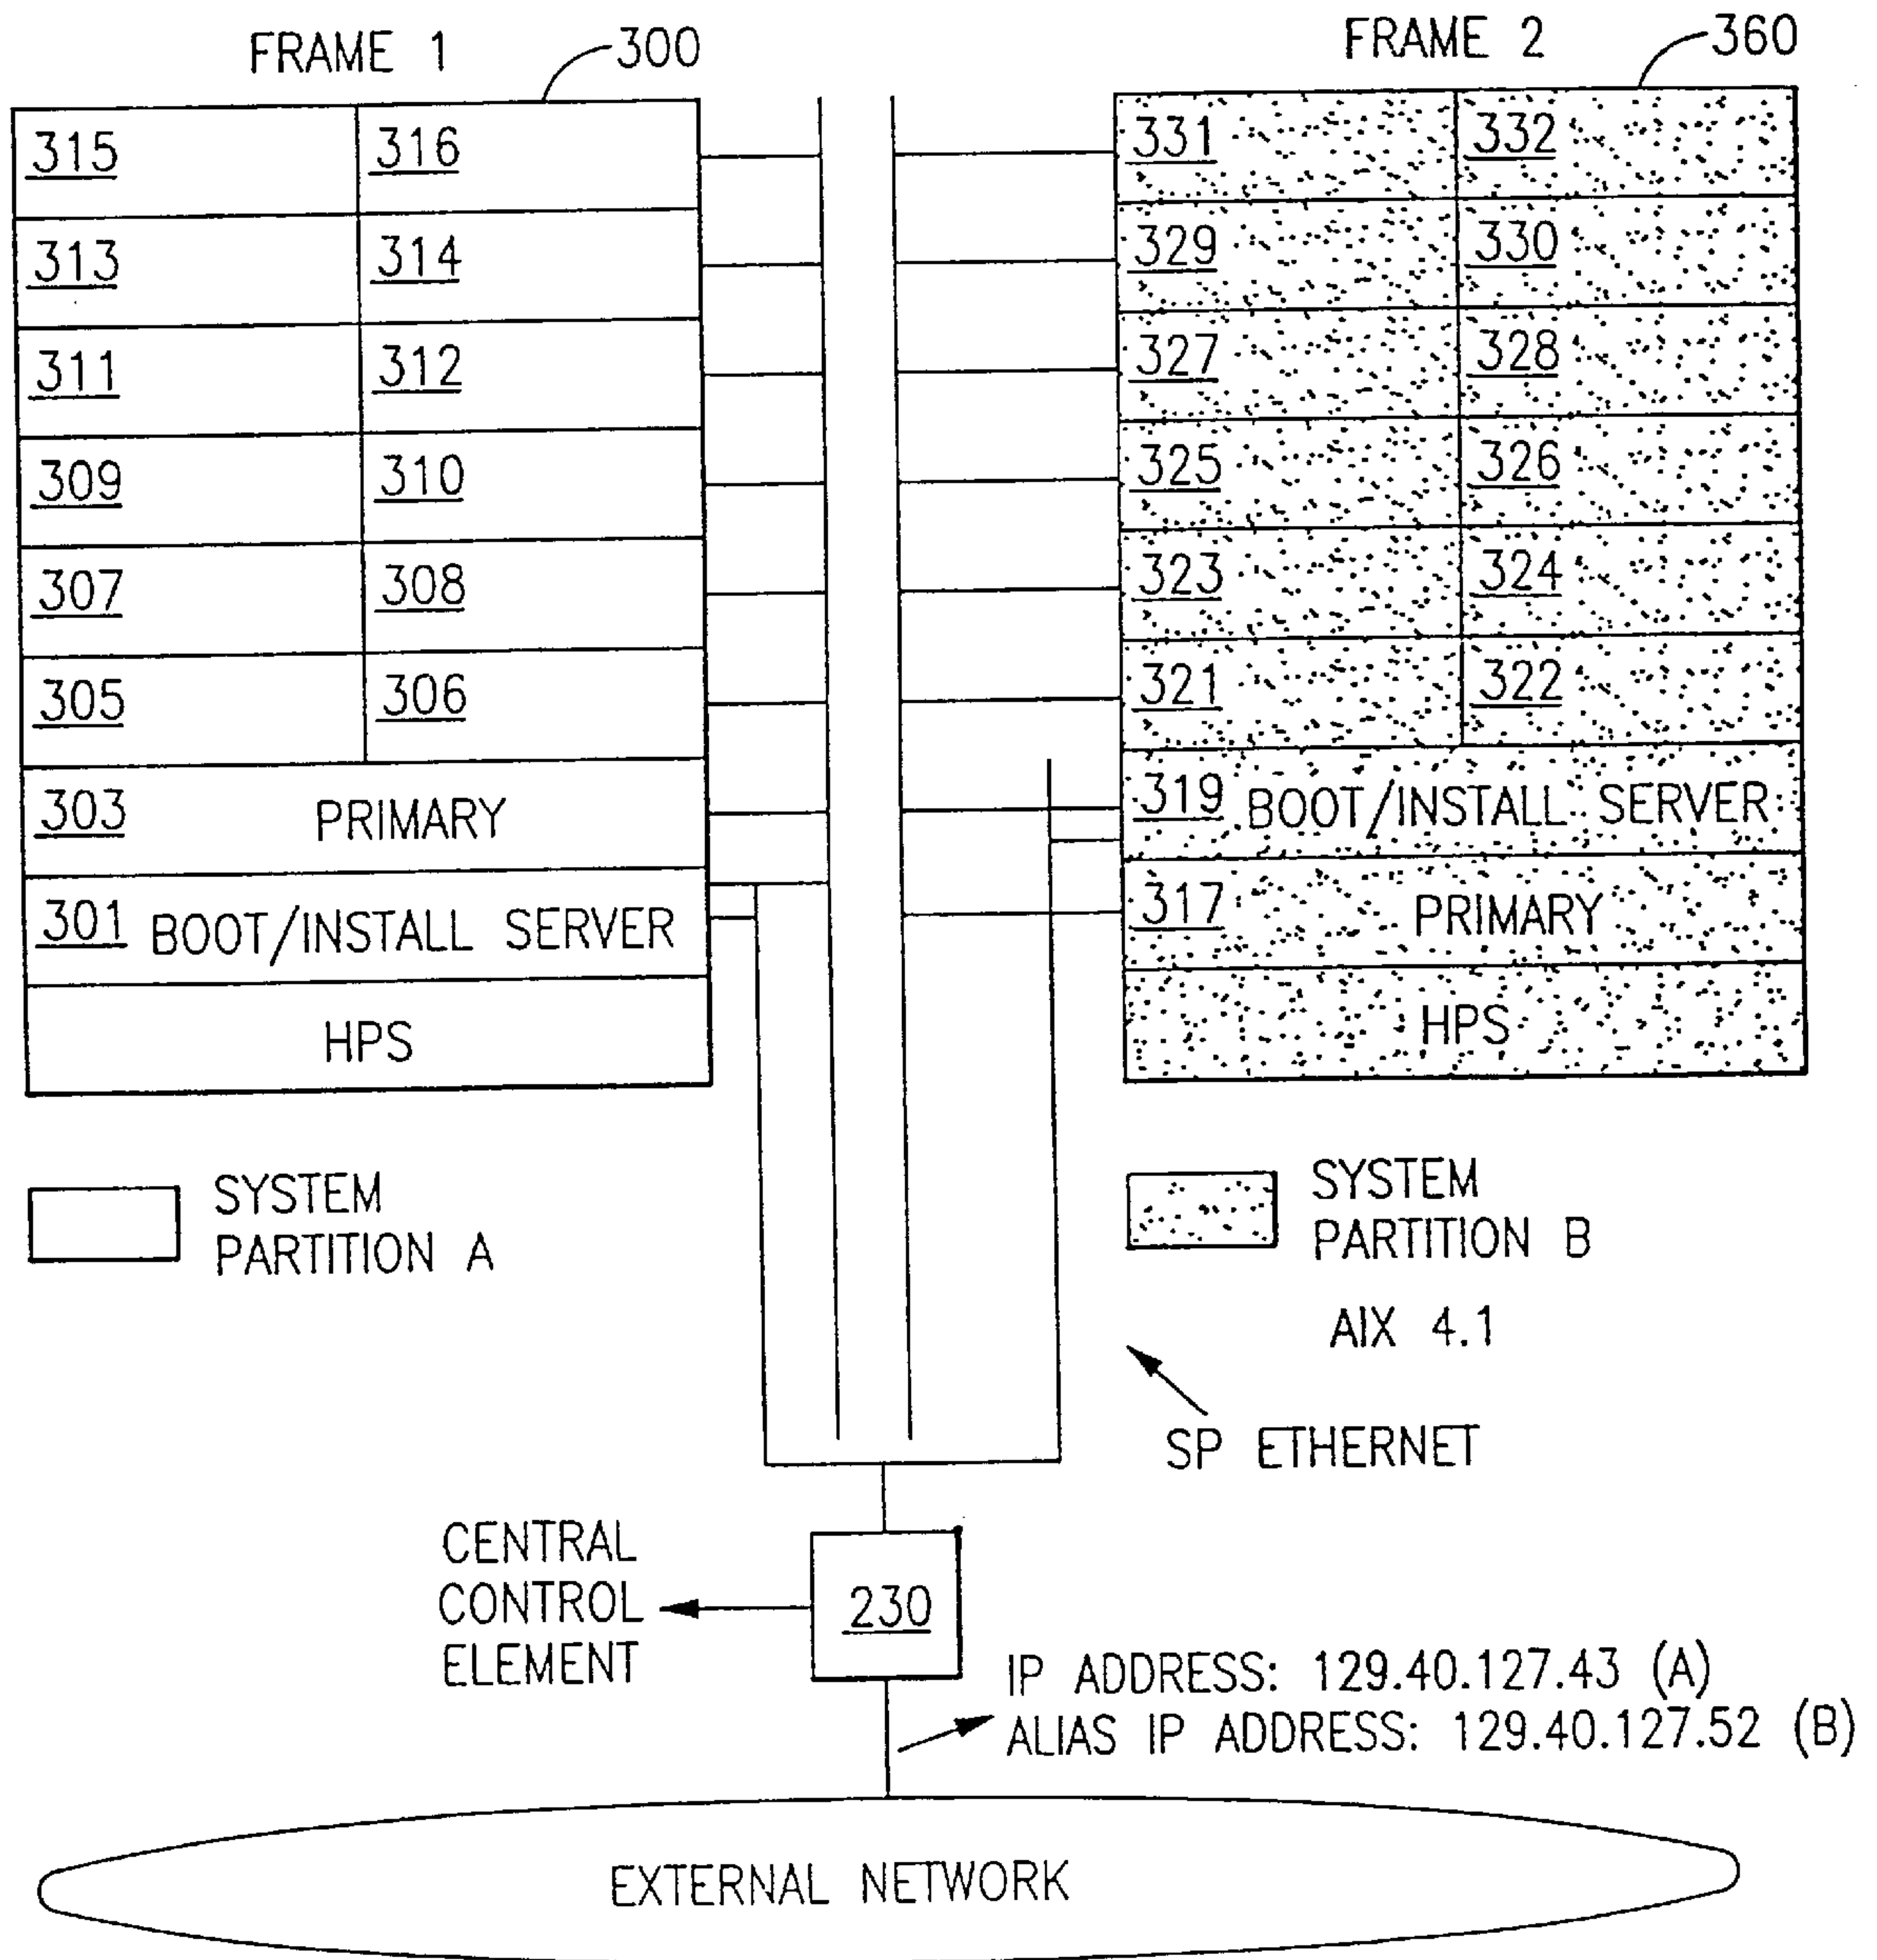 FRAME 1
300
FRAME 2
360
315 316
313 314
311 312
309 310
307 308
305 306
303 PRIMARY
301 BOOT/INSTALL SERVER
HPS
331 332
329 330
327 328
325 326
323 324
321 322
319 BOOT/INSTALL SERVER
317 PRIMARY
HPS
SYSTEM
PARTITION A
SYSTEM
PARTITION B
AIX 4.1
SP ETHERNET
CENTRAL
CONTROL
ELEMENT
230
IP ADDRESS: 129.40.127.43 (A)
ALIAS IP ADDRESS: 129.40.127.52 (B)
EXTERNAL NETWORK